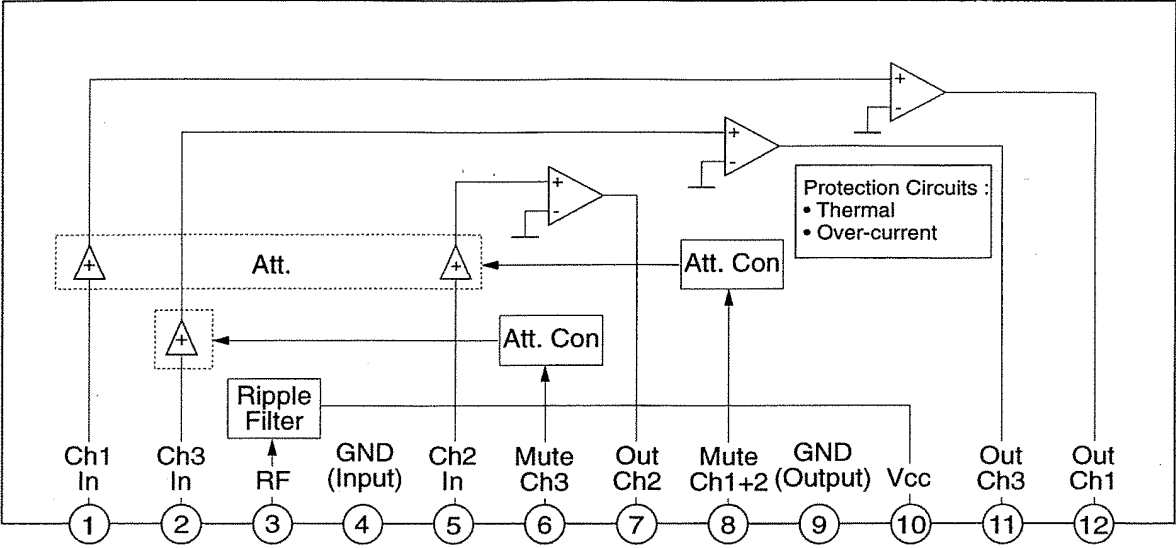 +
-
+
-
Protection Circuits :
• Thermal
• Over-current
+
-
+
Att.
+
Att. Con
+
Att. Con
Ripple
Filter
Ch1
In
Ch3
In
RF
GND
(Input)
Ch2
In
Mute
Ch3
Out
Ch2
Mute
Ch1+2
GND
(Output)
Vcc
Out
Ch3
Out
Ch1
1 2 3 4 5 6 7 8 9 10 11 12